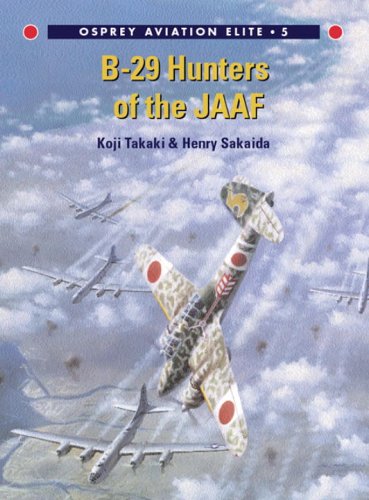 OSPREY AVIATION ELITE • 5
B-29 Hunters
of the JAAF
Koji Takaki & Henry Sakaida